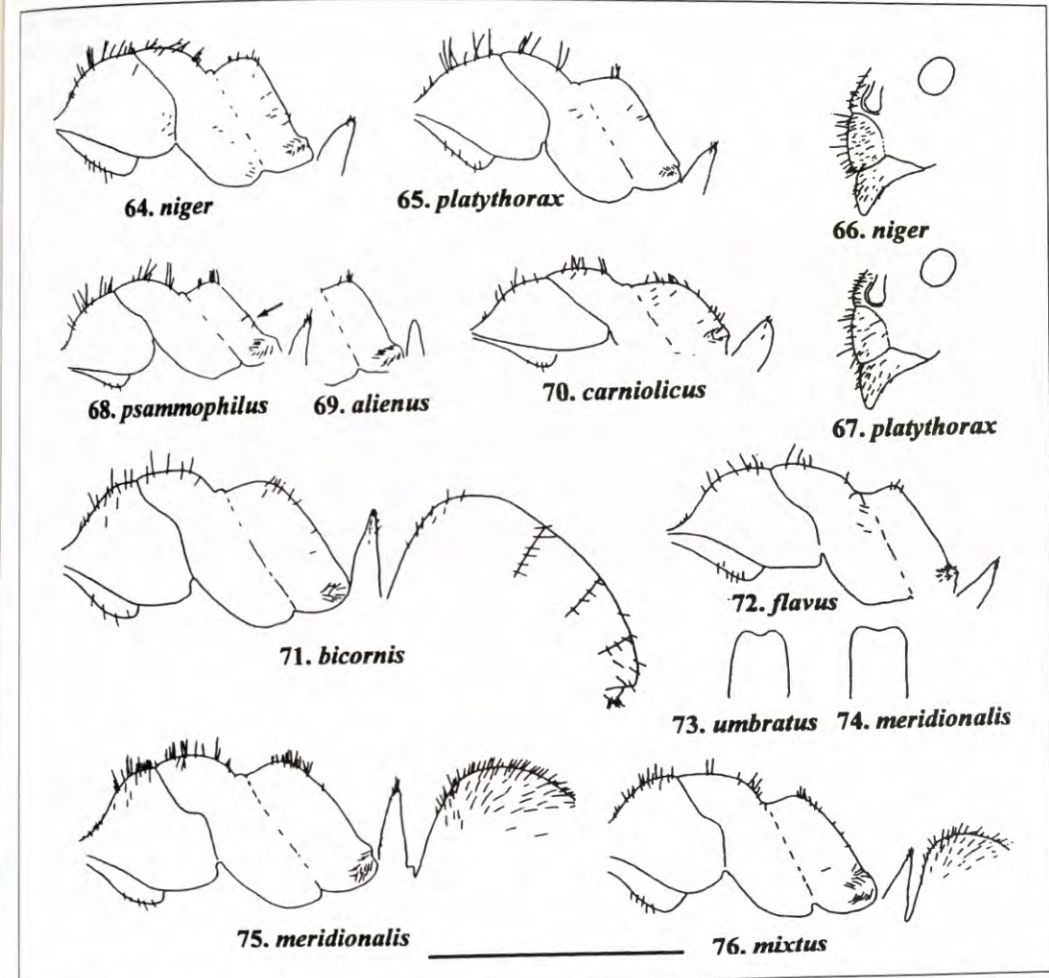 64. niger
65. platythorax
66. niger
67. platythorax
68. psammophilus
69. alienus
70. carniolicus
71. bicornis
72. flavus
73. umbratus
74. meridionalis
75. meridionalis
76. mixtus